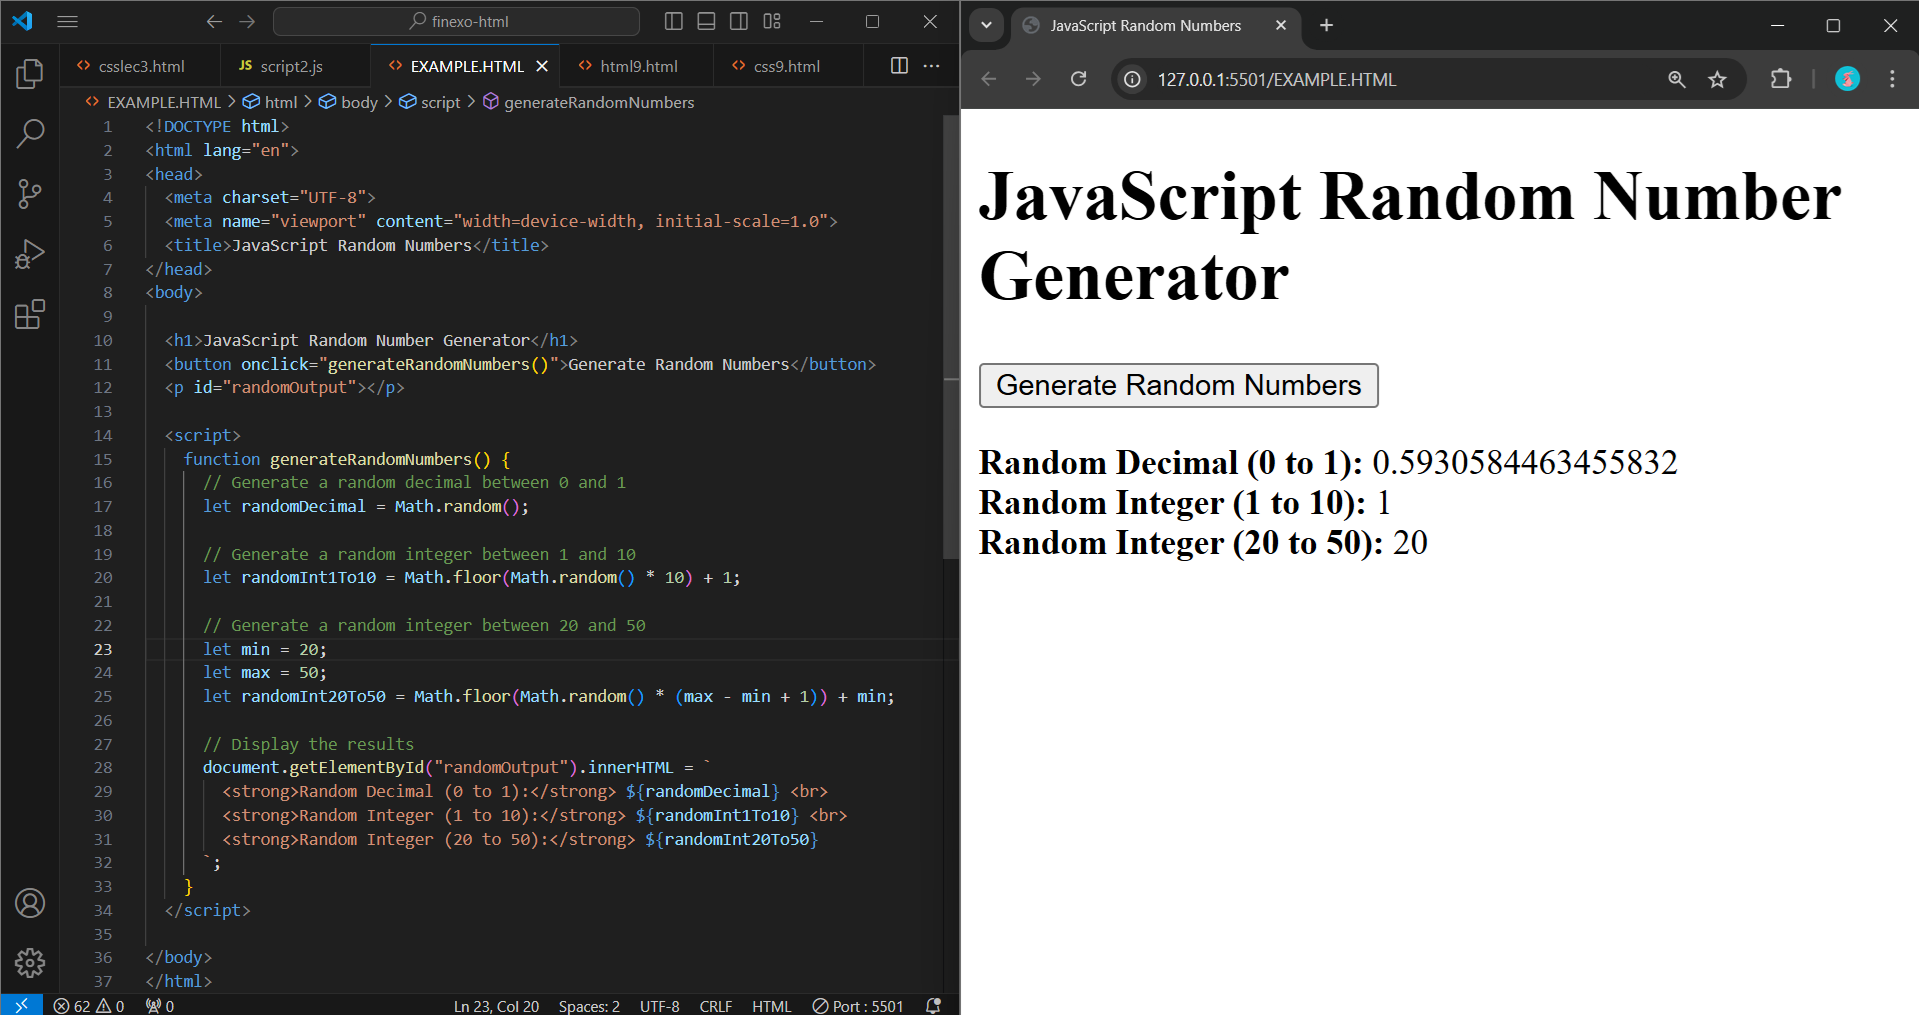 finexo-html
csslec3.html
JS script2.js
EXAMPLE.HTML
html9.html
css9.html
EXAMPLE.HTML > html > body > script > generateRandomNumbers
1 <!DOCTYPE html>
2 <html lang="en">
3 <head>
4 <meta charset="UTF-8">
5 <meta name="viewport" content="width=device-width, initial-scale=1.0">
6 <title>JavaScript Random Numbers</title>
7 </head>
8 <body>
9
10 <h1>JavaScript Random Number Generator</h1>
11 <button onclick="generateRandomNumbers()">Generate Random Numbers</button>
12 <p id="randomOutput"></p>
13
14 <script>
15 function generateRandomNumbers() {
16 // Generate a random decimal between 0 and 1
17 let randomDecimal = Math.random();
18
19 // Generate a random integer between 1 and 10
20 let randomInt1To10 = Math.floor(Math.random() * 10) + 1;
21
22 // Generate a random integer between 20 and 50
23 let min = 20;
24 let max = 50;
25 let randomInt20To50 = Math.floor(Math.random() * (max - min + 1)) + min;
26
27 // Display the results
28 document.getElementById("randomOutput").innerHTML = `
29 <strong>Random Decimal (0 to 1):</strong> ${randomDecimal} <br>
30 <strong>Random Integer (1 to 10):</strong> ${randomInt1To10} <br>
31 <strong>Random Integer (20 to 50):</strong> ${randomInt20To50}
32 `;
33 }
34 </script>
35
36 </body>
37 </html>
62 0 0 Ln 23, Col 20 Spaces: 2 UTF-8 CRLF HTML Port : 5501
JavaScript Random Numbers
127.0.0.1:5501/EXAMPLE.HTML
JavaScript Random Number
Generator
Generate Random Numbers
Random Decimal (0 to 1): 0.5930584463455832
Random Integer (1 to 10): 1
Random Integer (20 to 50): 20